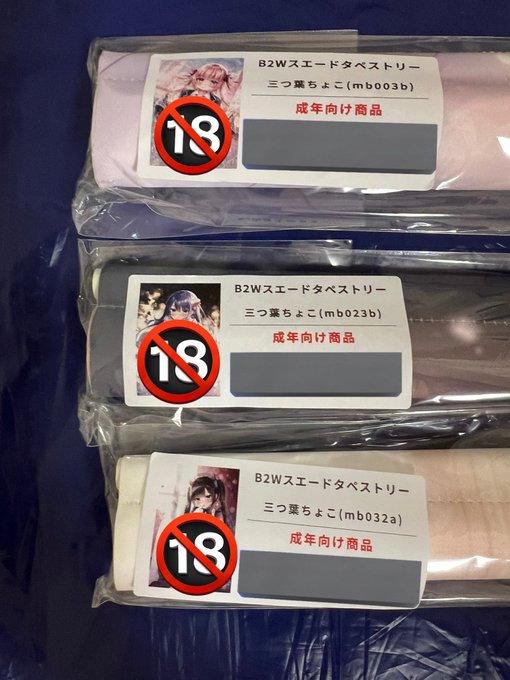 B2Wスエードタペストリー
三つ葉ちょこ(mb003b)
成年向け商品
18
B2Wスエードタペストリー
三つ葉ちょこ(mb023b)
成年向け商品
18
B2Wスエードタペストリー
三つ葉ちょこ(mb032a)
成年向け商品
18